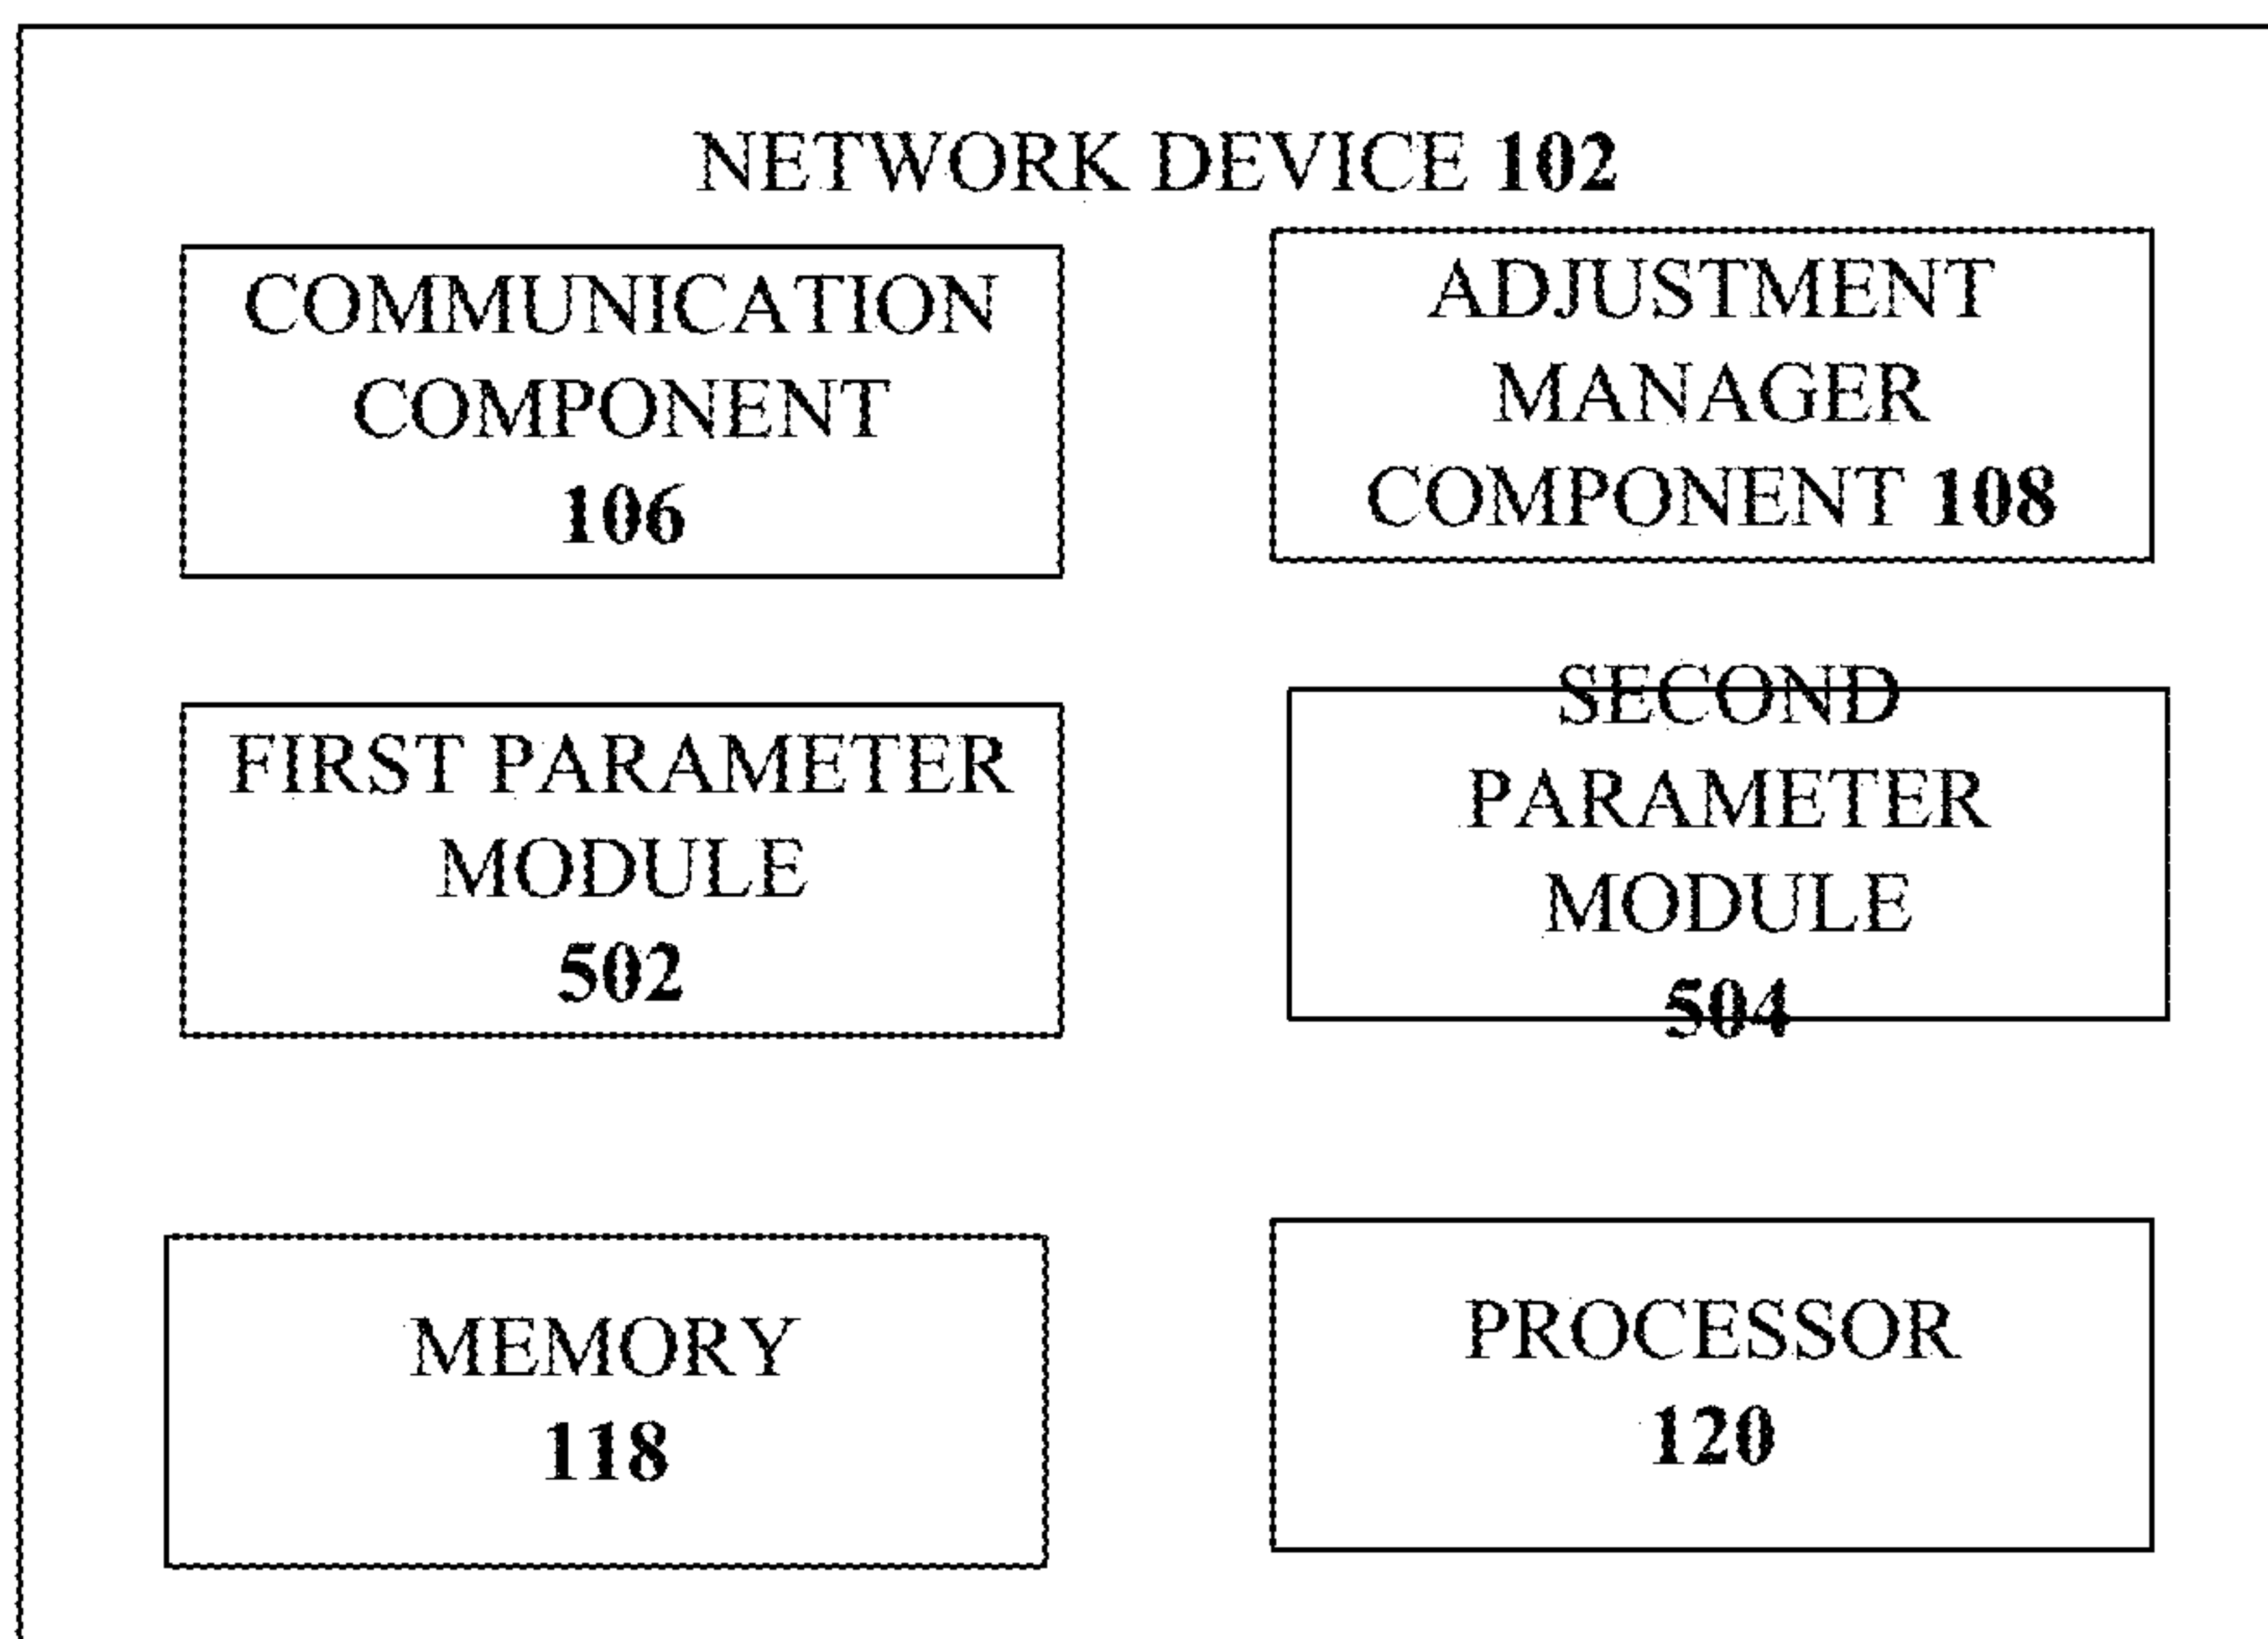 NETWORK DEVICE 102
COMMUNICATION
COMPONENT
106
ADJUSTMENT
MANAGER
COMPONENT 108
FIRST PARAMETER
MODULE
502
SECOND
PARAMETER
MODULE
504
MEMORY
118
PROCESSOR
120